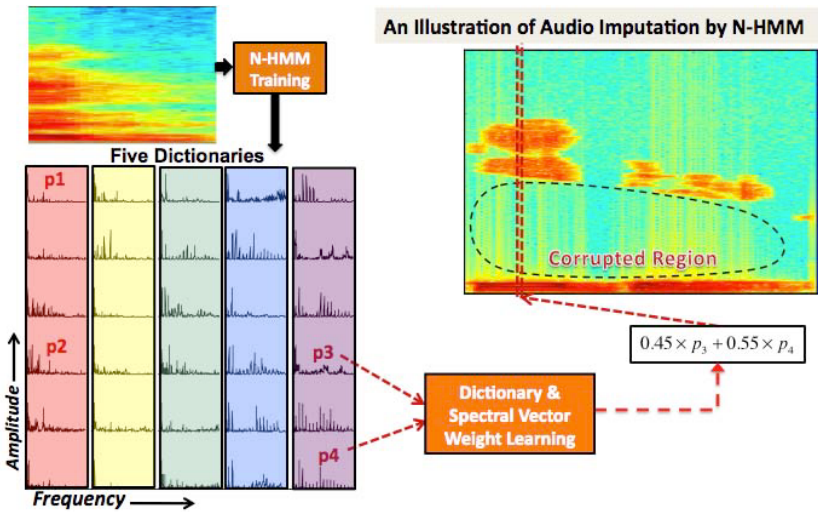 An Illustration of Audio Imputation by N-HMM
N-HMM
Training
Five Dictionaries
p1
p2
p3
p4
Amplitude
Frequency
Corrupted Region
0.45 × p₃ + 0.55 × p₄
Dictionary &
Spectral Vector
Weight Learning